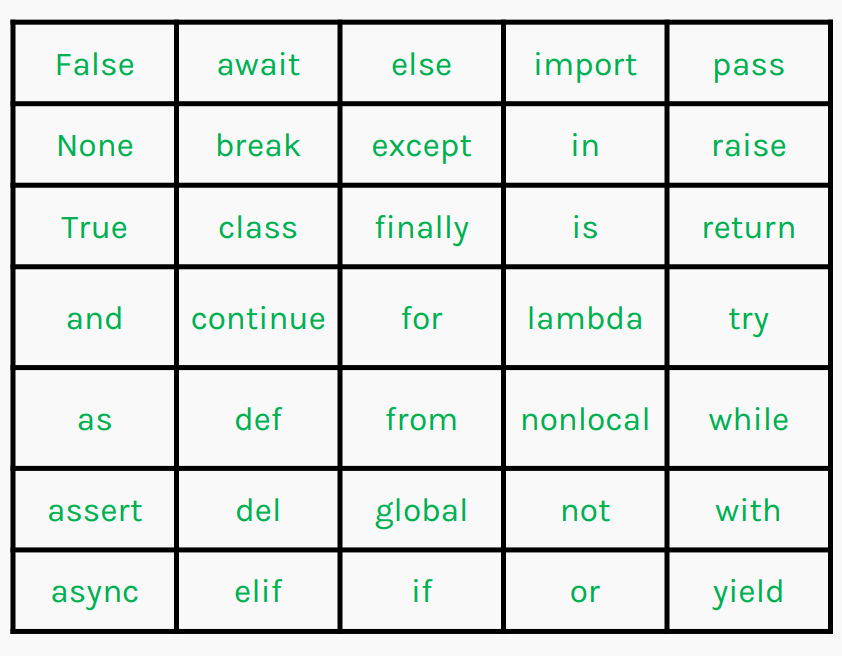 False await else import pass
None break except in raise
True class finally is return
and continue for lambda try
as def from nonlocal while
assert del global not with
async elif if or yield